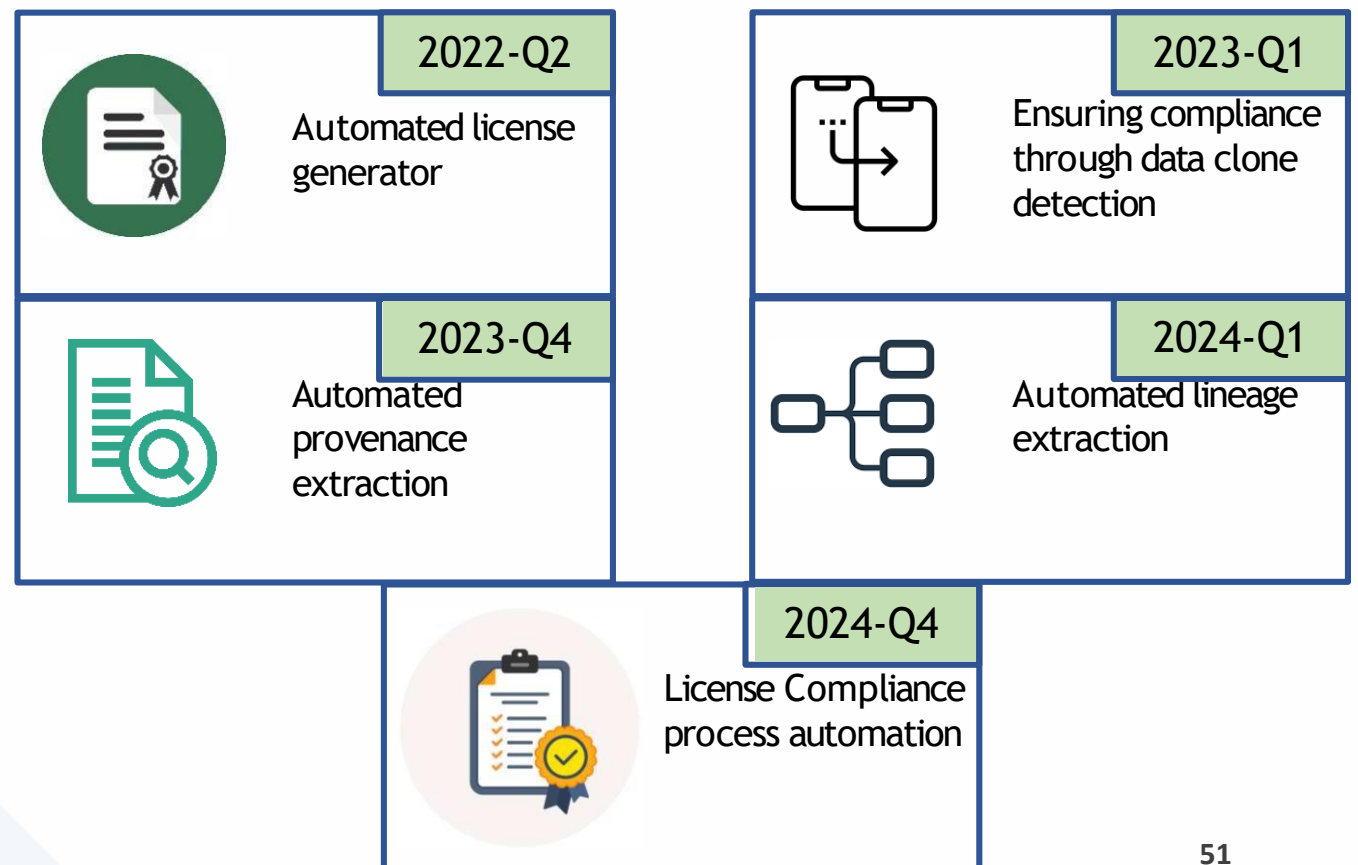 2022-Q2
Automated license
generator
2023-Q1
Ensuring compliance
through data clone
detection
2023-Q4
Automated
provenance
extraction
2024-Q1
Automated lineage
extraction
2024-Q4
License Compliance
process automation
51